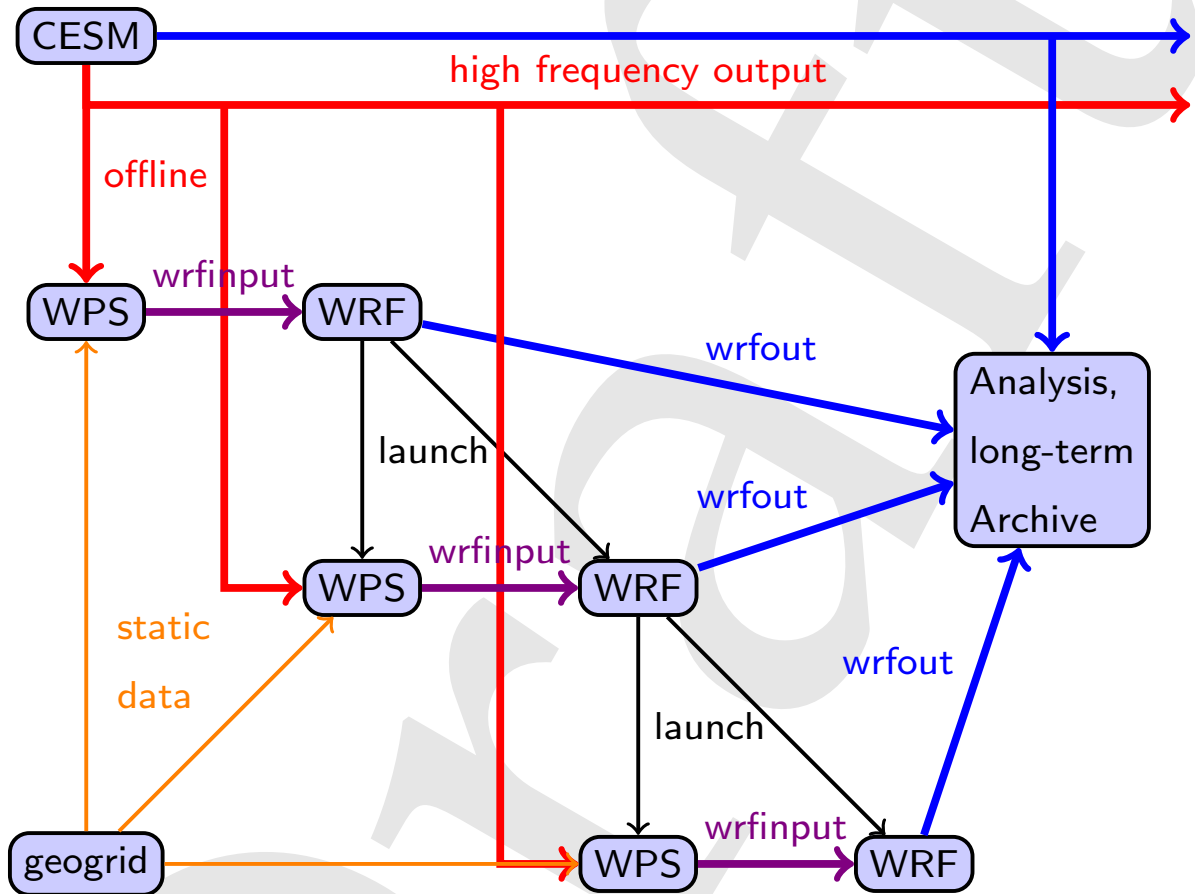 CESM
high frequency output
offline
wrfinput
WPS
WRF
wrfout
Analysis,
long-term
Archive
launch
wrfout
wrfinput
WPS
WRF
static
data
wrfout
launch
wrfinput
geogrid
WPS
WRF